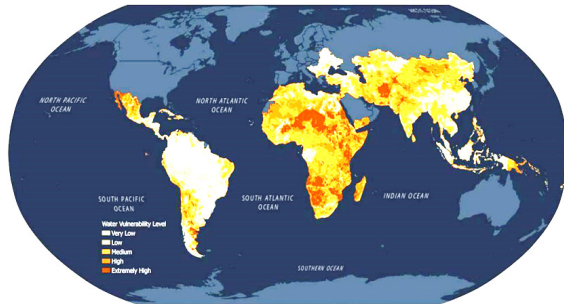 NORTH PACIFIC
OCEAN
NORTH ATLANTIC
OCEAN
SOUTH PACIFIC
OCEAN
SOUTH ATLANTIC
OCEAN
INDIAN OCEAN
Water Vulnerability Level
Very Low
Low
Medium
High
Extremely High
SOUTHERN OCEAN